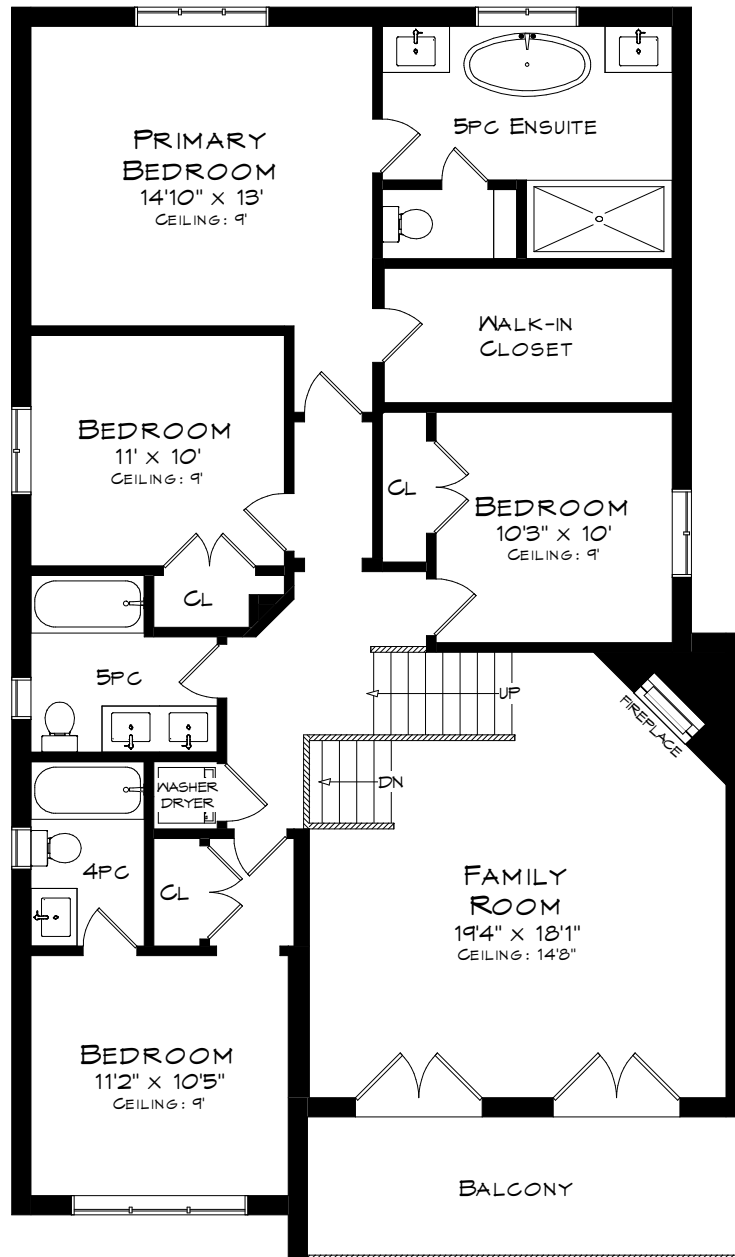 PRIMARY
BEDROOM
14'10" x 13'
CEILING: 9'
5PC ENSUITE
WALK-IN
CLOSET
BEDROOM
11' x 10'
CEILING: 9'
CL
BEDROOM
10'3" x 10'
CEILING: 9'
CL
5PC
UP
FIREPLACE
DN
WASHER
DRYER
4PC
CL
FAMILY
ROOM
19'4" x 18'1"
CEILING: 14'8"
BEDROOM
11'2" x 10'5"
CEILING: 9'
BALCONY